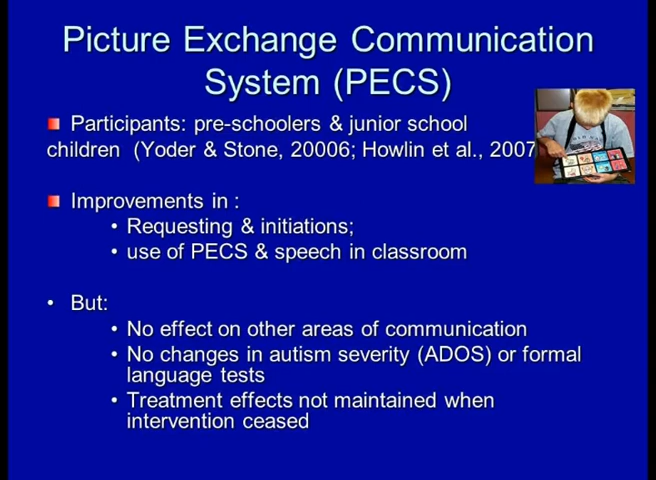 Picture Exchange Communication
System (PECS)
Participants: pre-schoolers & junior school
children (Yoder & Stone, 20006; Howlin et al., 2007
Improvements in :
• Requesting & initiations;
• use of PECS & speech in classroom
• But:
• No effect on other areas of communication
• No changes in autism severity (ADOS) or formal
language tests
• Treatment effects not maintained when
intervention ceased